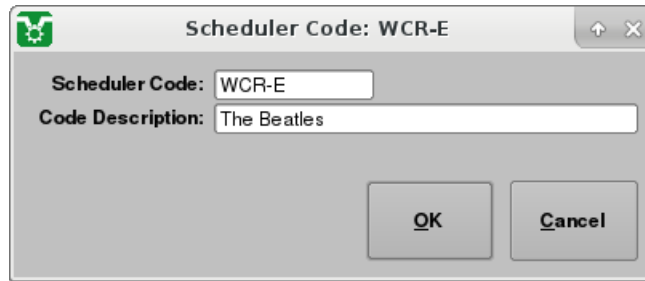 Scheduler Code: WCR-E
Scheduler Code: WCR-E
Code Description: The Beatles
OK Cancel